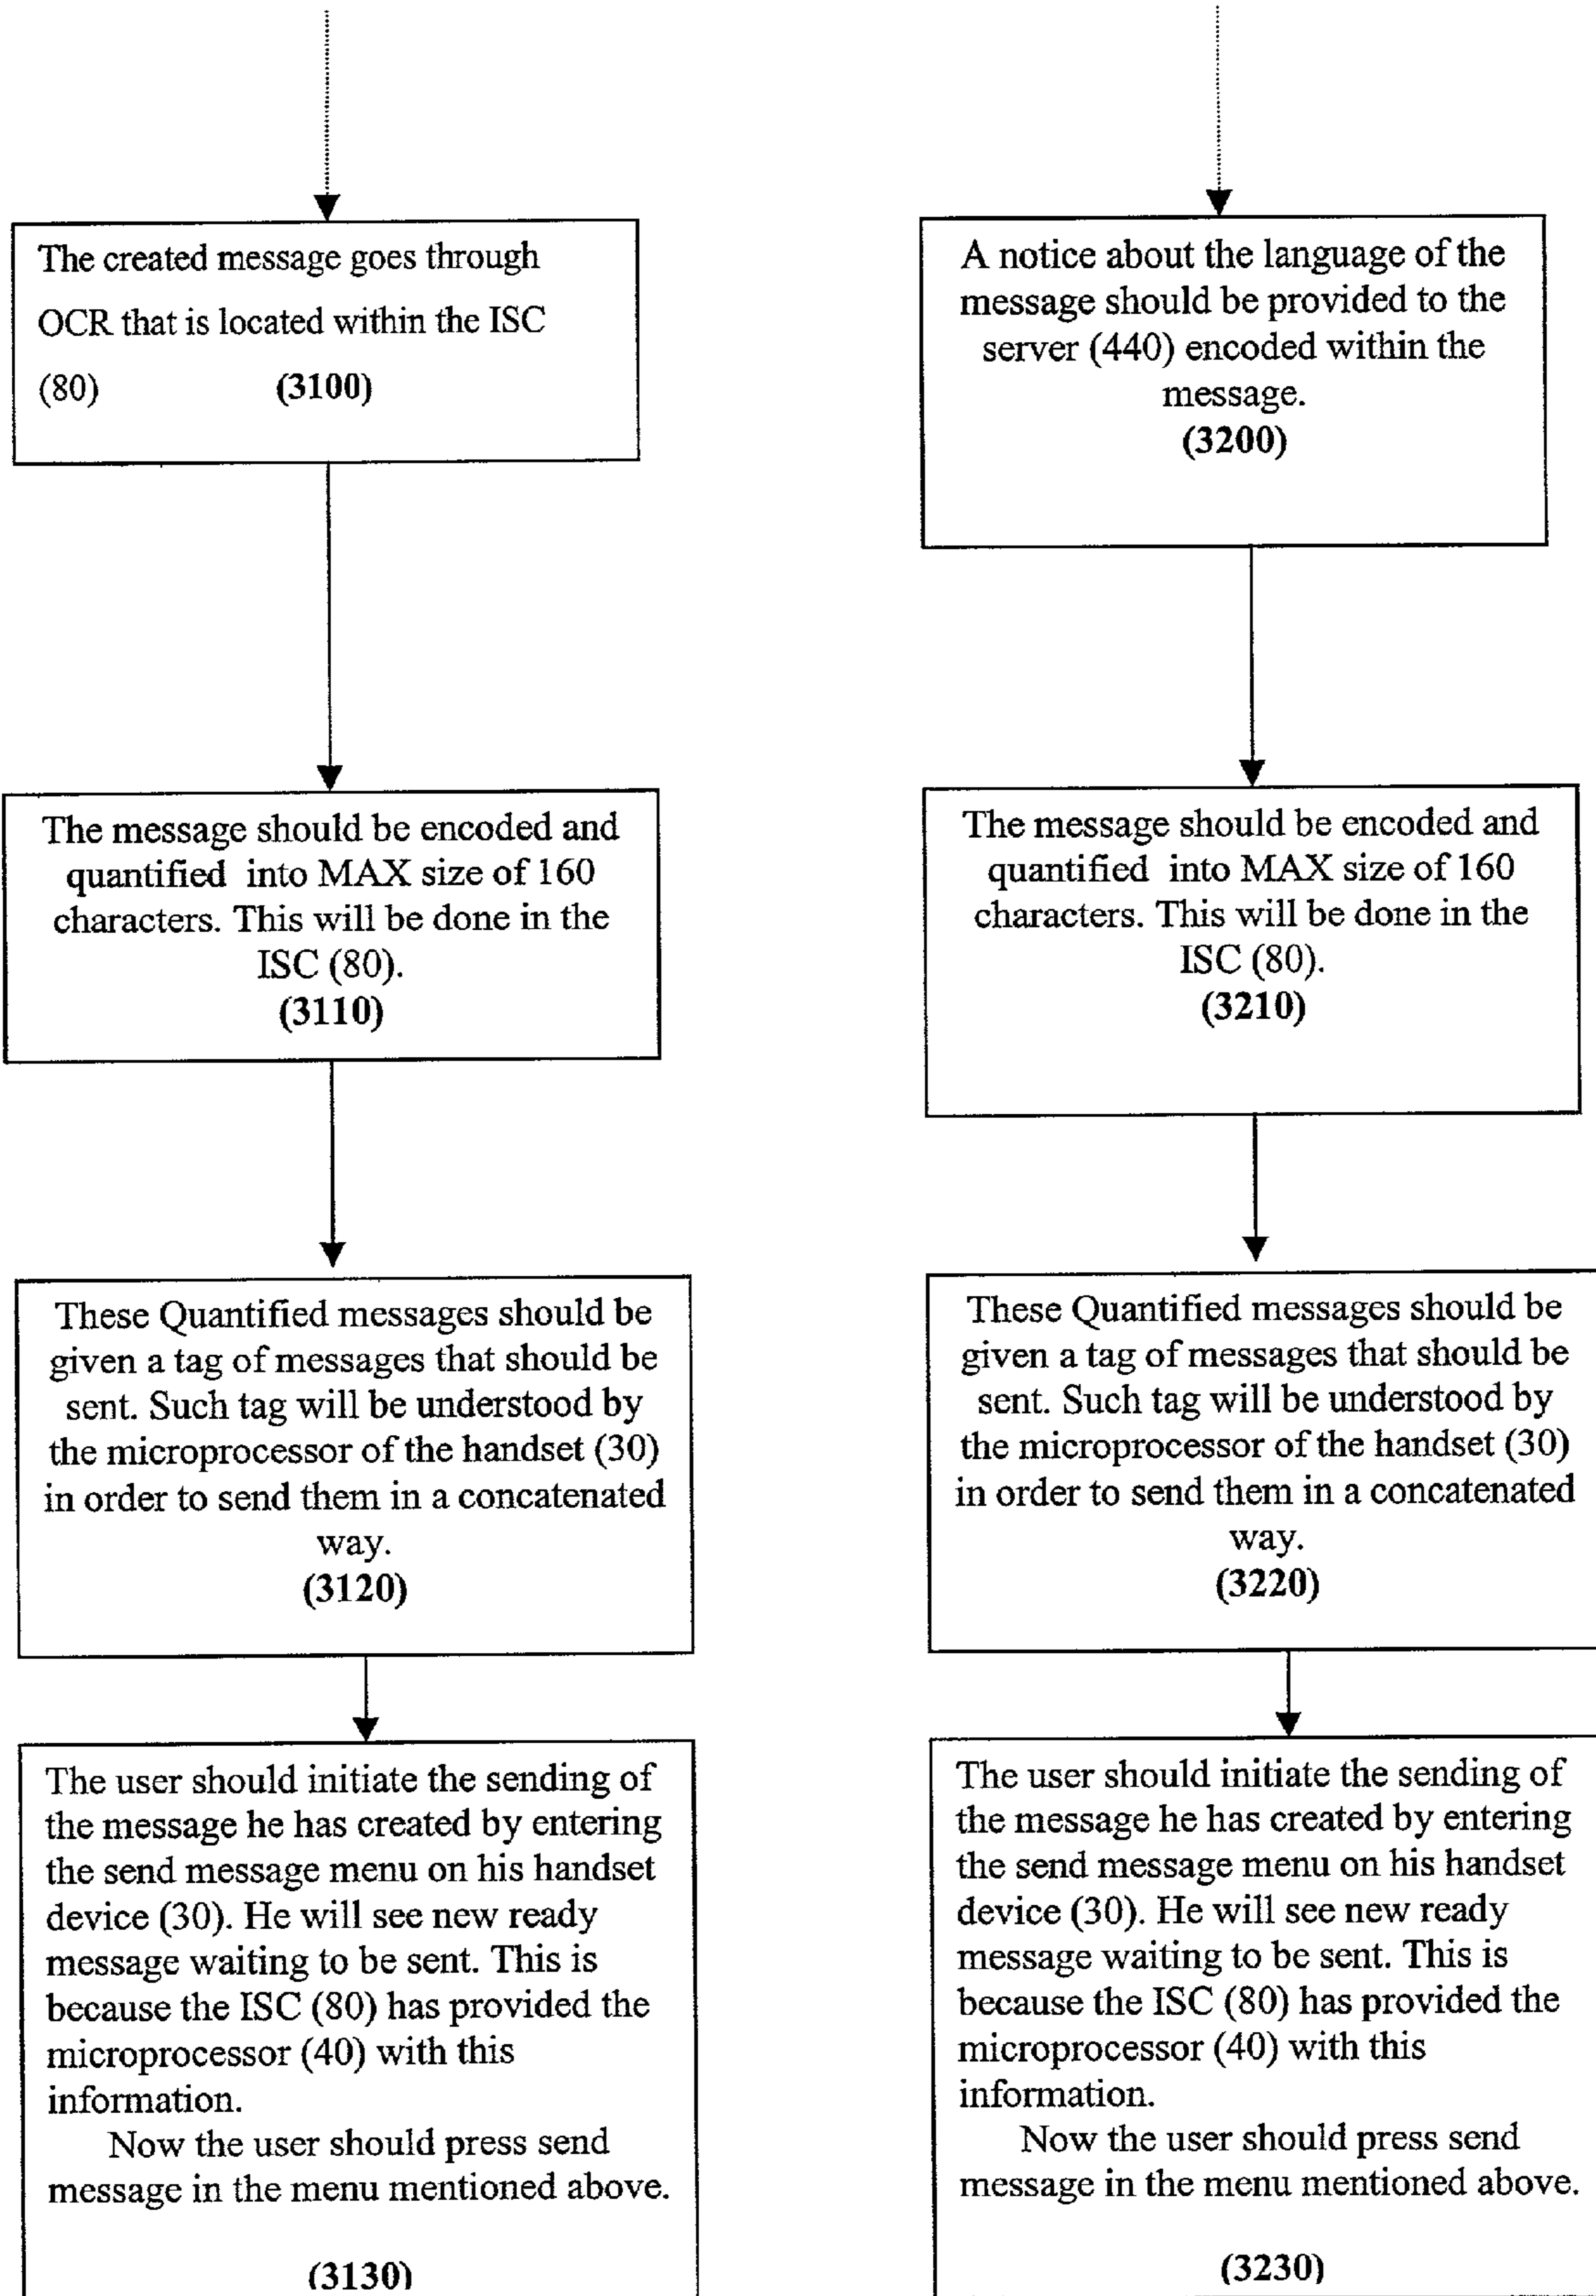 The created message goes through
OCR that is located within the ISC
(80) (3100)
The message should be encoded and
quantified into MAX size of 160
characters. This will be done in the
ISC (80).
(3110)
These Quantified messages should be
given a tag of messages that should be
sent. Such tag will be understood by
the microprocessor of the handset (30)
in order to send them in a concatenated
way.
(3120)
The user should initiate the sending of
the message he has created by entering
the send message menu on his handset
device (30). He will see new ready
message waiting to be sent. This is
because the ISC (80) has provided the
microprocessor (40) with this
information.
Now the user should press send
message in the menu mentioned above.
(3130)
A notice about the language of the
message should be provided to the
server (440) encoded within the
message.
(3200)
The message should be encoded and
quantified into MAX size of 160
characters. This will be done in the
ISC (80).
(3210)
These Quantified messages should be
given a tag of messages that should be
sent. Such tag will be understood by
the microprocessor of the handset (30)
in order to send them in a concatenated
way.
(3220)
The user should initiate the sending of
the message he has created by entering
the send message menu on his handset
device (30). He will see new ready
message waiting to be sent. This is
because the ISC (80) has provided the
microprocessor (40) with this
information.
Now the user should press send
message in the menu mentioned above.
(3230)